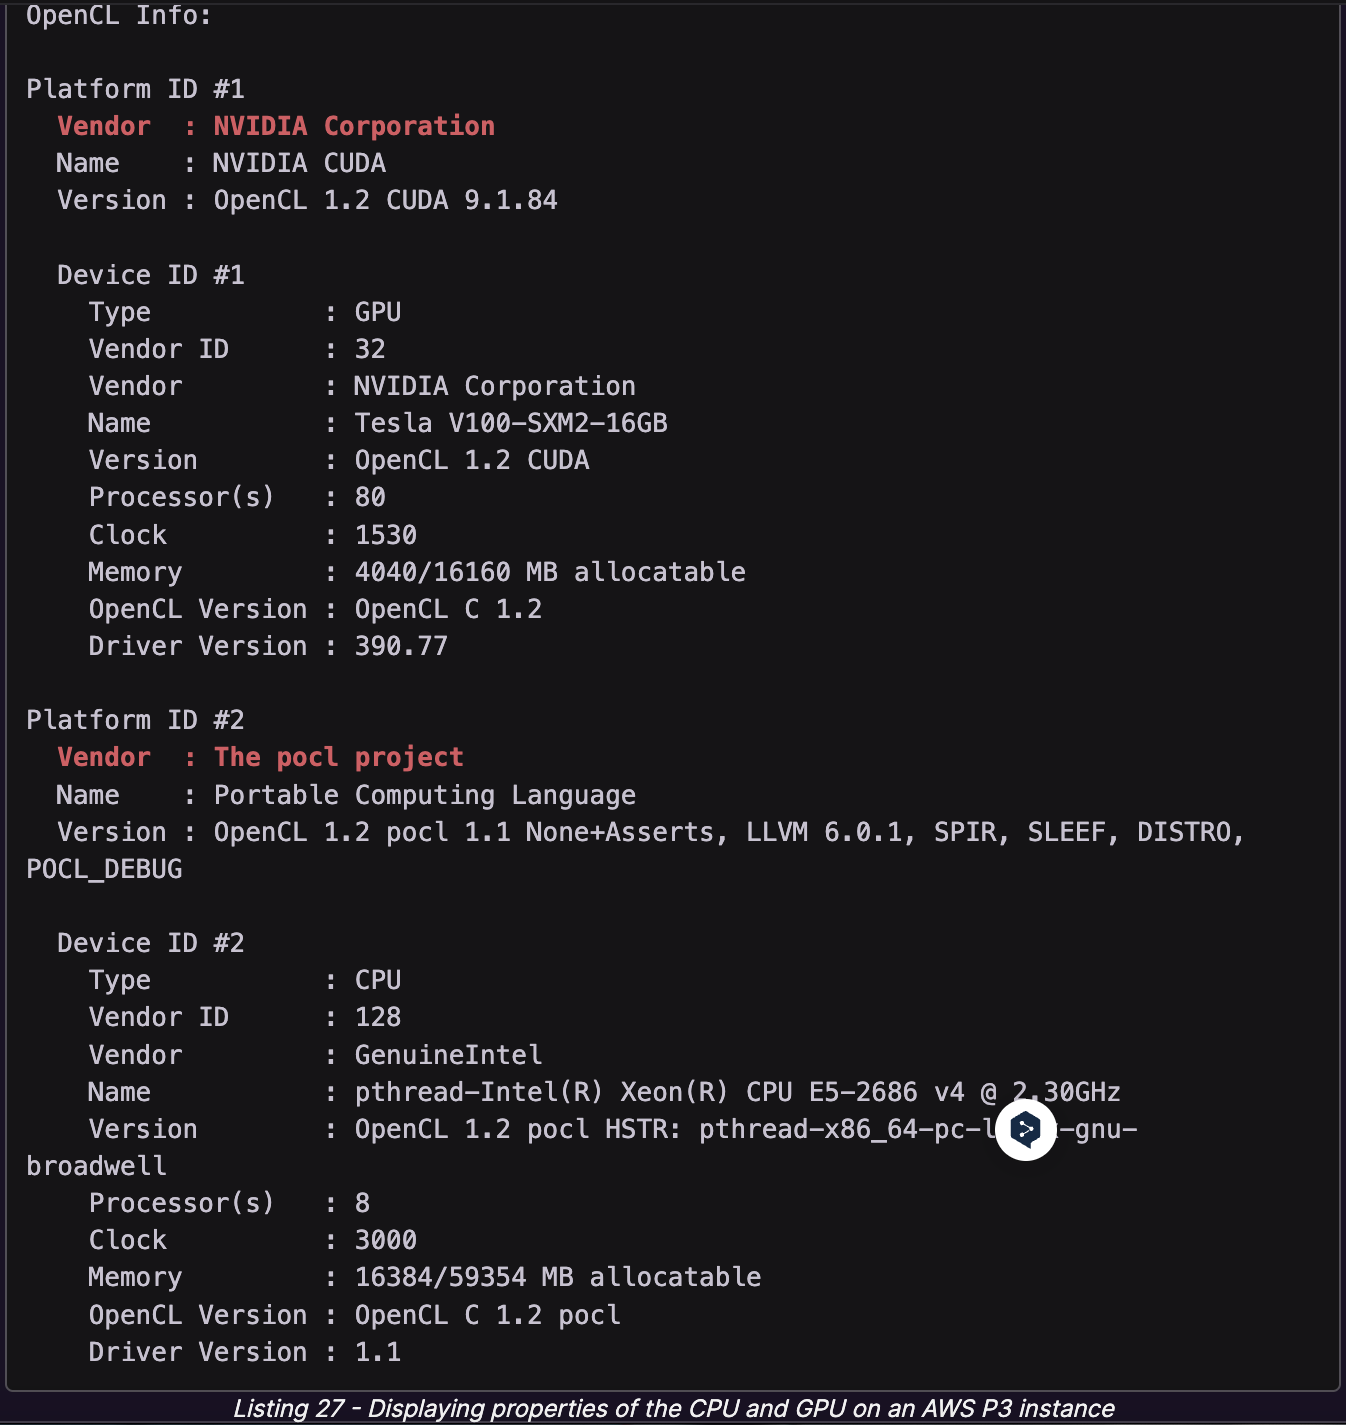 OpenCL Info:
Platform ID #1
Vendor : NVIDIA Corporation
Name : NVIDIA CUDA
Version : OpenCL 1.2 CUDA 9.1.84
Device ID #1
Type : GPU
Vendor ID : 32
Vendor : NVIDIA Corporation
Name : Tesla V100-SXM2-16GB
Version : OpenCL 1.2 CUDA
Processor(s) : 80
Clock : 1530
Memory : 4040/16160 MB allocatable
OpenCL Version : OpenCL C 1.2
Driver Version : 390.77
Platform ID #2
Vendor : The pocl project
Name : Portable Computing Language
Version : OpenCL 1.2 pocl 1.1 None+Asserts, LLVM 6.0.1, SPIR, SLEEF, DISTRO,
POCL_DEBUG
Device ID #2
Type : CPU
Vendor ID : 128
Vendor : GenuineIntel
Name : pthread-Intel(R) Xeon(R) CPU E5-2686 v4 @ 2.30GHz
Version : OpenCL 1.2 pocl HSTR: pthread-x86_64-pc- -gnu-
broadwell
Processor(s) : 8
Clock : 3000
Memory : 16384/59354 MB allocatable
OpenCL Version : OpenCL C 1.2 pocl
Driver Version : 1.1
Listing 27 - Displaying properties of the CPU and GPU on an AWS P3 instance